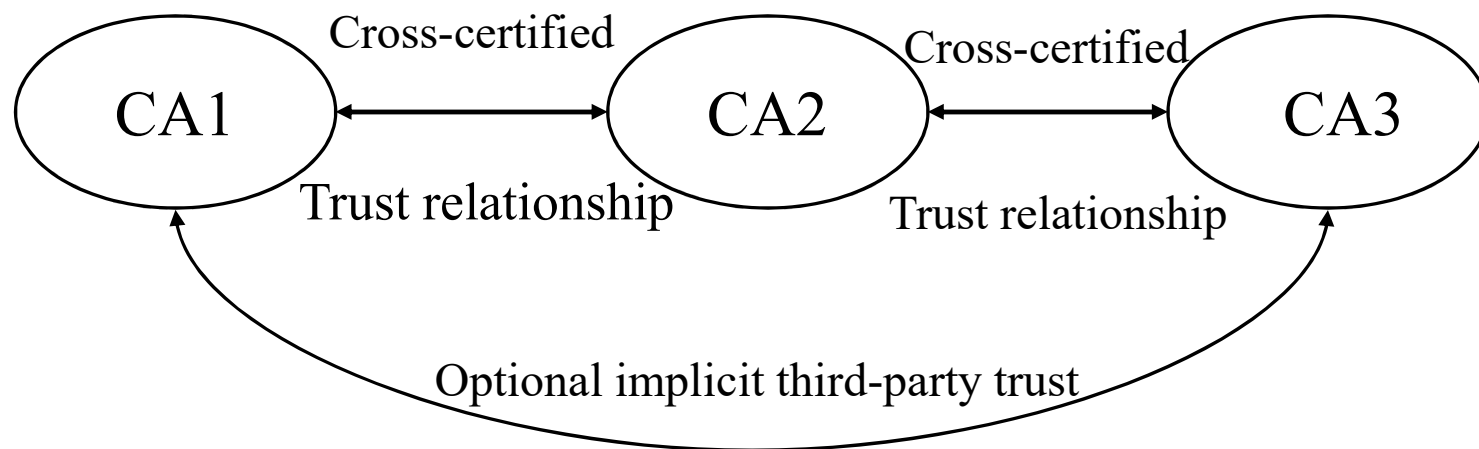 Cross-certified
Cross-certified
CA1
CA2
CA3
Trust relationship
Trust relationship
Optional implicit third-party trust